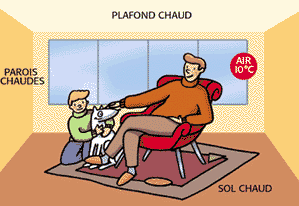 PLAFOND CHAUD
AIR
10°C
PAROIS
CHAUDES
SOL CHAUD